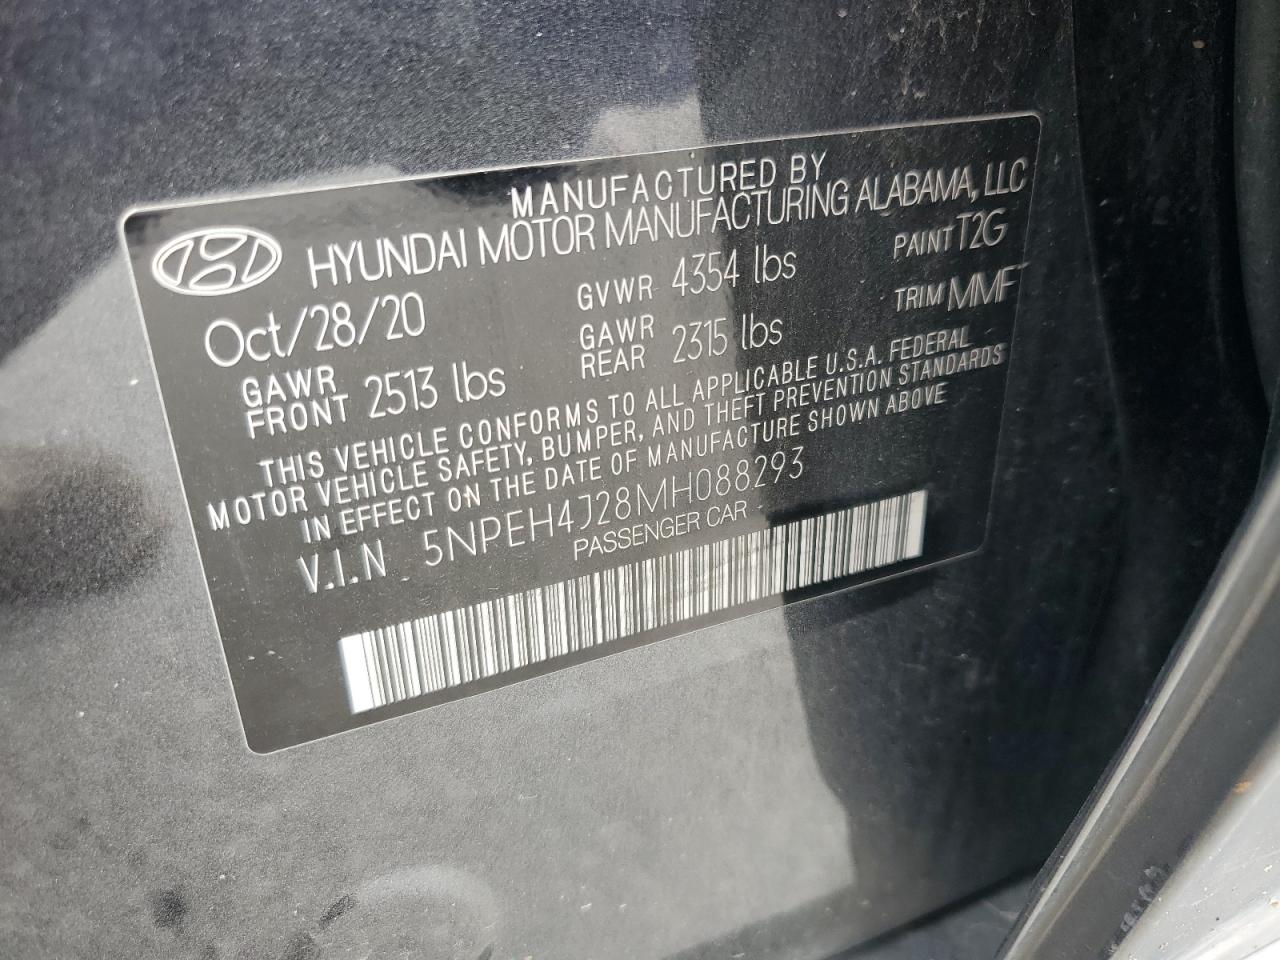 MANUFACTURED BY
HYUNDAI MOTOR MANUFACTURING ALABAMA, LLC
Oct/28/20 GVWR 4354 lbs PAINT T2G
GAWR FRONT 2513 lbs GAWR REAR 2315 lbs TRIM MMF
THIS VEHICLE CONFORMS TO ALL APPLICABLE U.S.A. FEDERAL
MOTOR VEHICLE SAFETY, BUMPER, AND THEFT PREVENTION STANDARDS
IN EFFECT ON THE DATE OF MANUFACTURE SHOWN ABOVE
V.I.N 5NPEH4J28MH088293
PASSENGER CAR